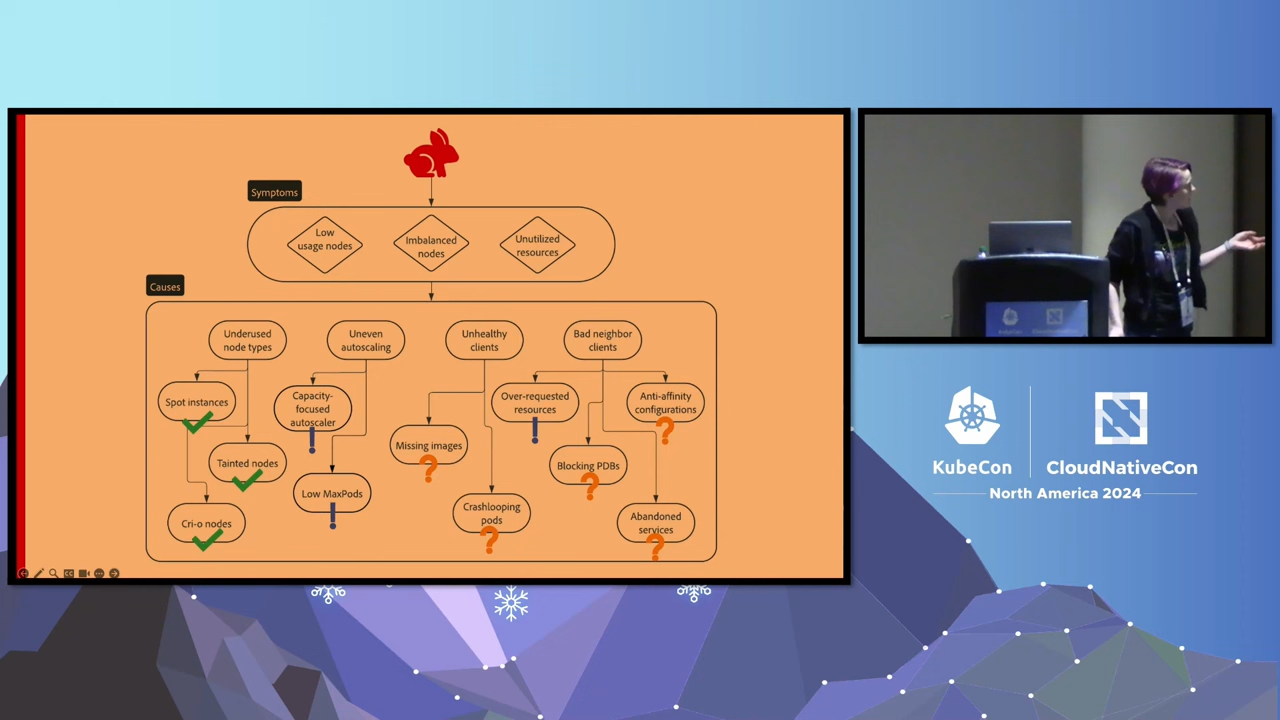 Symptoms
Low
usage nodes
Imbalanced
nodes
Unutilized
resources
Causes
Underused
node types
Uneven
autoscaling
Unhealthy
clients
Bad neighbor
clients
Spot instances
Capacity-
focused
autoscaler
!
Over-requested
resources
!
Anti-affinity
configurations
?
Missing images
?
Tainted nodes
Blocking PDBs
?
Low MaxPods
!
Cri-o nodes
Crashlooping
pods
?
Abandoned
services
?
KubeCon
CloudNativeCon
North America 2024